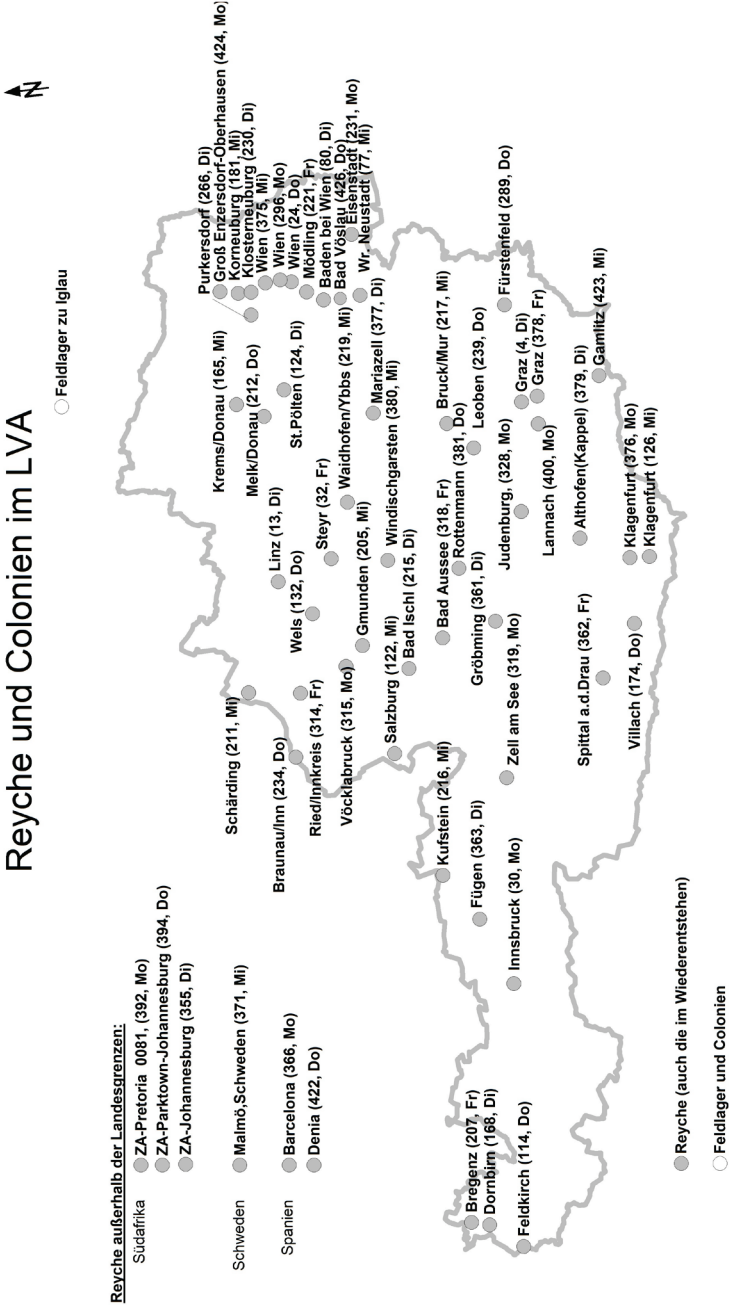 Reyche und Colonien im LVA
N
Feldlager zu Iglau
Reyche außerhalb der Landesgrenzen:
Südafrika
ZA-Pretoria 0081, (392, Mo)
ZA-Parktown-Johannesburg (394, Do)
ZA-Johannesburg (355, Di)
Schweden
Malmö,Schweden (371, Mi)
Spanien
Barcelona (366, Mo)
Denia (422, Do)
Purkersdorf (266, Di)
Groß Enzersdorf-Oberhausen (424, Mo)
Korneuburg (181, Mi)
Klosterneuburg (230, Di)
Wien (375, Mi)
Wien (296, Mo)
Wien (24, Do)
Mödling (221, Fr)
Baden bei Wien (80, Di)
Bad Vöslau (426, Do)
Eisenstadt (231, Mo)
Wr. Neustadt (77, Mi)
Krems/Donau (165, Mi)
Melk/Donau (212, Do)
St.Pölten (124, Di)
Waidhofen/Ybbs (219, Mi)
Mariazell (377, Di)
Linz (13, Di)
Wels (132, Do)
Steyr (32, Fr)
Schärding (211, Mi)
Braunau/Inn (234, Do)
Ried/Innkreis (314, Fr)
Vöcklabruck (315, Mo)
Gmunden (205, Mi)
Windischgarsten (380, Mi)
Salzburg (122, Mi)
Bad Ischl (215, Di)
Bad Aussee (318, Fr)
Rottenmann (381, Do)
Gröbming (361, Di)
Bruck/Mur (217, Mi)
Leoben (239, Do)
Fürstenfeld (289, Do)
Judenburg, (328, Mo)
Graz (4, Di)
Graz (378, Fr)
Lannach (400, Mo)
Gamlitz (423, Mi)
Althofen(Kappel) (379, Di)
Klagenfurt (376, Mo)
Klagenfurt (126, Mi)
Spittal a.d.Drau (362, Fr)
Villach (174, Do)
Zell am See (319, Mo)
Kufstein (216, Mi)
Fügen (363, Di)
Innsbruck (30, Mo)
Bregenz (207, Fr)
Dornbirn (168, Di)
Feldkirch (114, Do)
Reyche (auch die im Wiederentstehen)
Feldlager und Colonien